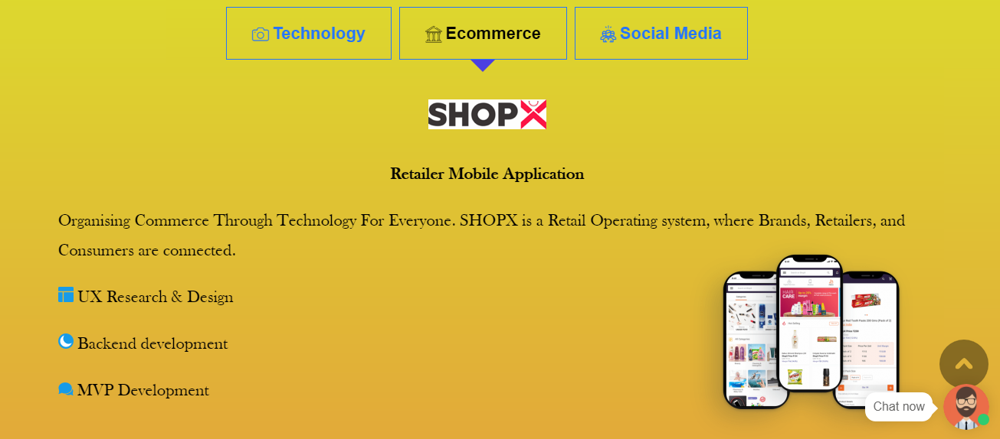 Technology
Ecommerce
Social Media
SHOPX
Retailer Mobile Application
Organising Commerce Through Technology For Everyone. SHOPX is a Retail Operating system, where Brands, Retailers, and
Consumers are connected.
UX Research & Design
Backend development
MVP Development
HAIR
CARE
Chat now